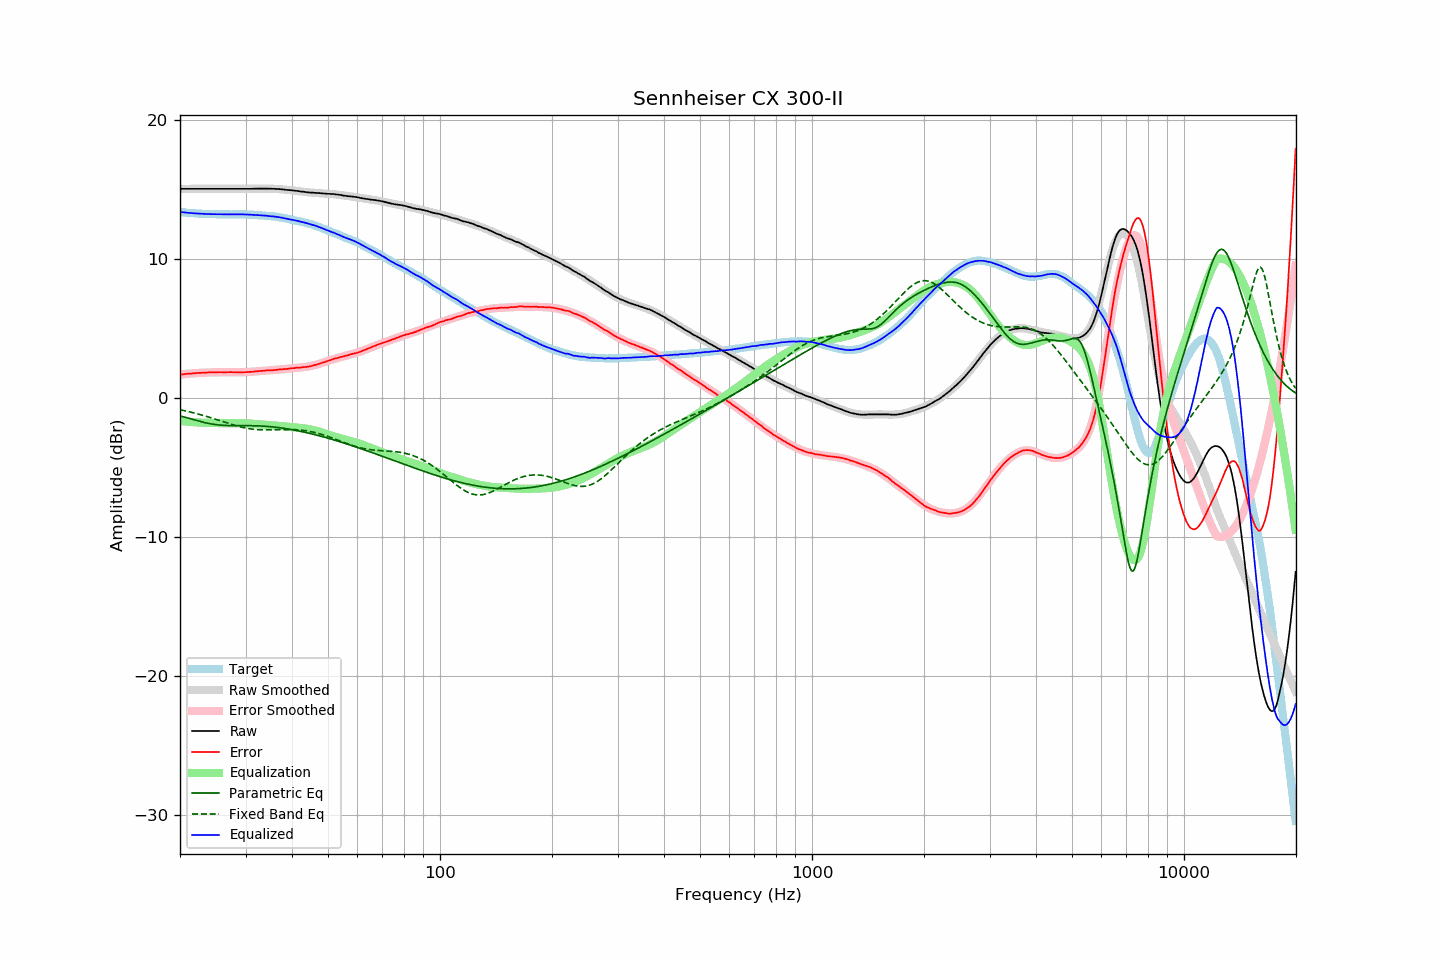 Sennheiser CX 300-II
20
10
0
−10
−20
−30
Amplitude (dBr)
Target
Raw Smoothed
Error Smoothed
Raw
Error
Equalization
Parametric Eq
Fixed Band Eq
Equalized
100
1000
10000
Frequency (Hz)